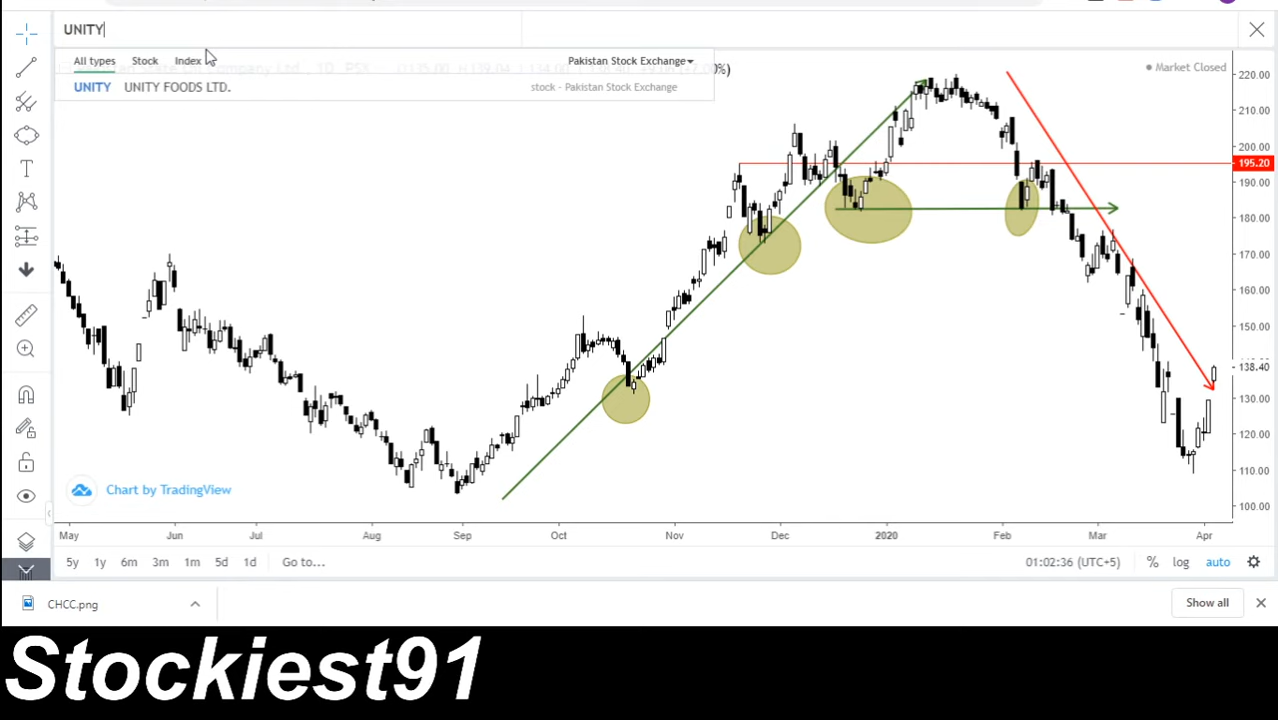 UNITY
All types Stock Index Pakistan Stock Exchange
UNITY UNITY FOODS LTD. stock - Pakistan Stock Exchange
Market Closed
220.00
210.00
200.00
195.20
190.00
180.00
170.00
160.00
150.00
138.40
130.00
120.00
110.00
100.00
Chart by TradingView
May Jun Jul Aug Sep Oct Nov Dec 2020 Feb Mar Apr
5y 1y 6m 3m 1m 5d 1d Go to... 01:02:36 (UTC+5) % log auto
CHCC.png Show all
Stockiest91